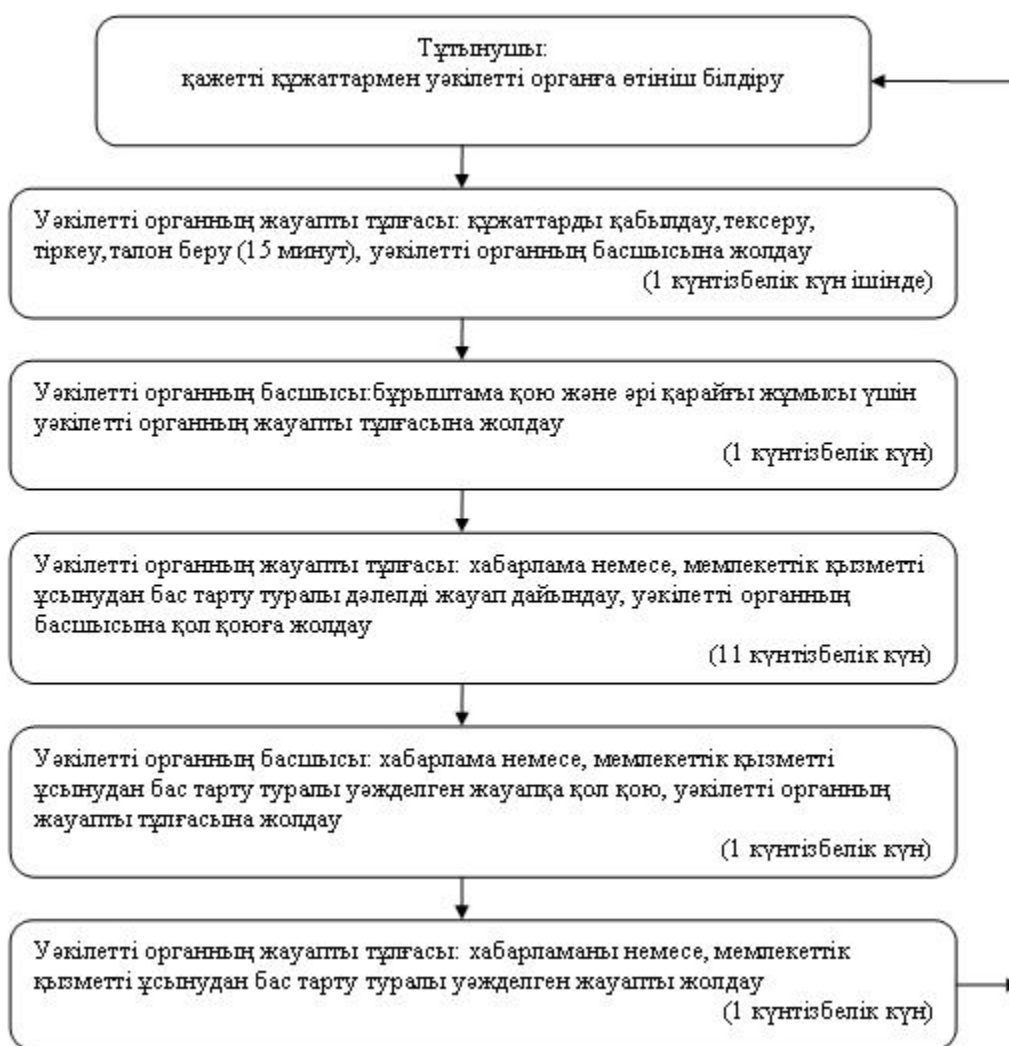 Тұтынушы:
қажетті құжаттармен уәкілетті органға өтініш білдіру
Уәкілетті органның жауапты тұлғасы: құжаттарды қабылдау,тексеру,
тіркеу,талон беру (15 минут), уәкілетті органның басшысына жолдау
(1 күнтізбелік күн ішінде)
Уәкілетті органның басшысы:бұрыштама қою және әрі қарайғы жұмысы үшін
уәкілетті органның жауапты тұлғасына жолдау
(1 күнтізбелік күн)
Уәкілетті органның жауапты тұлғасы: хабарлама немесе, мемлекеттік қызметті
ұсынудан бас тарту туралы дәлелді жауап дайындау, уәкілетті органның
басшысына қол қоюға жолдау
(11 күнтізбелік күн)
Уәкілетті органның басшысы: хабарлама немесе, мемлекеттік қызметті
ұсынудан бас тарту туралы уәжделген жауапқа қол қою, уәкілетті органның
жауапты тұлғасына жолдау
(1 күнтізбелік күн)
Уәкілетті органның жауапты тұлғасы: хабарламаны немесе, мемлекеттік
қызметті ұсынудан бас тарту туралы уәжделген жауапты жолдау
(1 күнтізбелік күн)